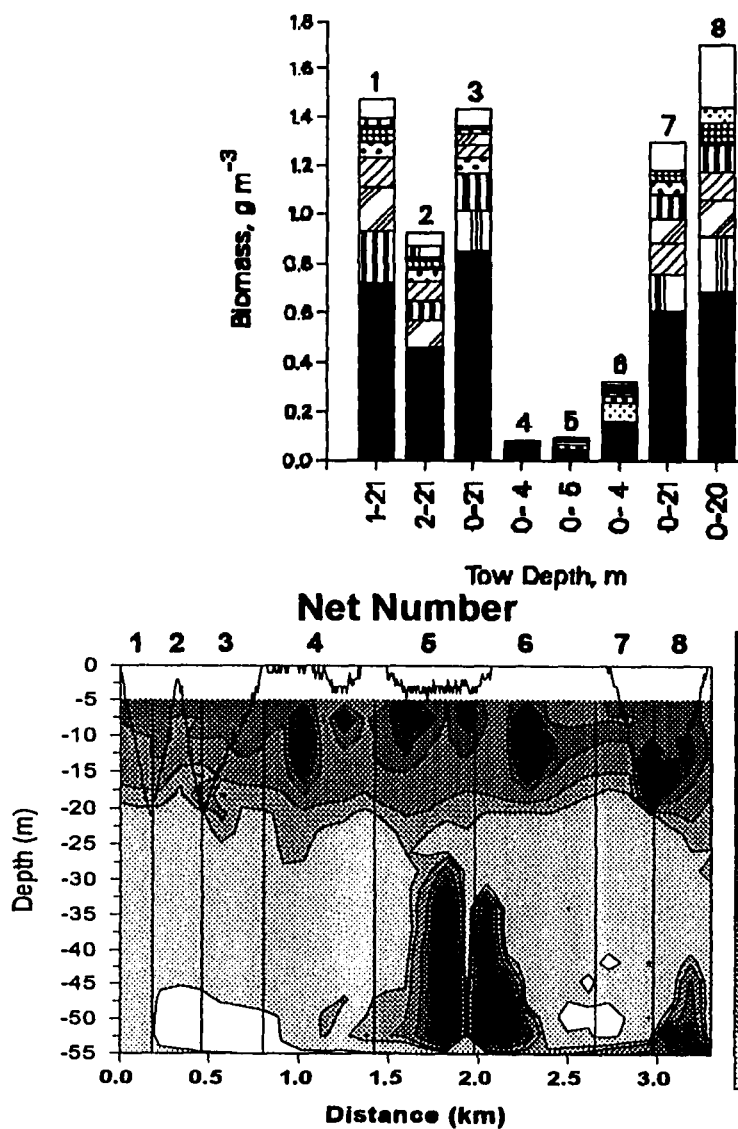 Biomass, g m⁻³
1.8
1.6
1.4
1.2
1.0
0.8
0.6
0.4
0.2
0.0
1 2 3 4 5 6 7 8
1-21 2-21 0-21 0-4 0-5 0-4 0-21 0-20
Tow Depth, m
Net Number
1 2 3 4 5 6 7 8
Depth (m)
0
-5
-10
-15
-20
-25
-30
-35
-40
-45
-50
-55
0.0 0.5 1.0 1.5 2.0 2.5 3.0
Distance (km)